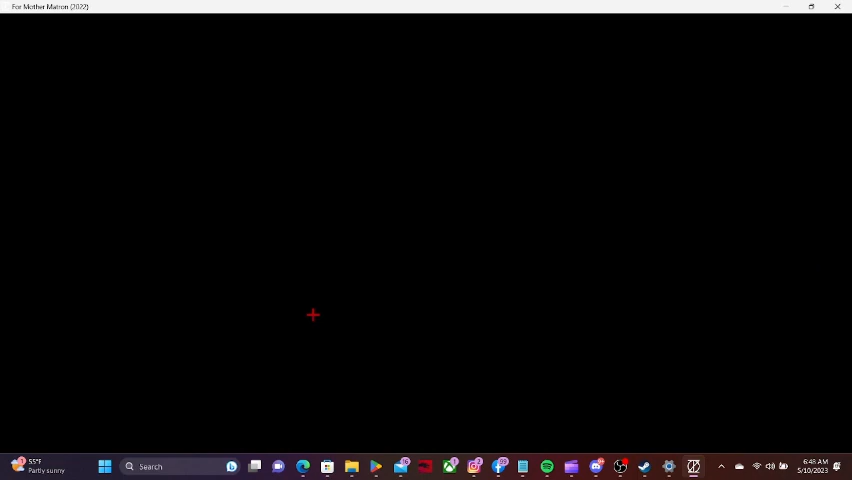 For Mother Matron (2022)
55°F
Partly sunny
Search
6:48 AM
5/10/2023